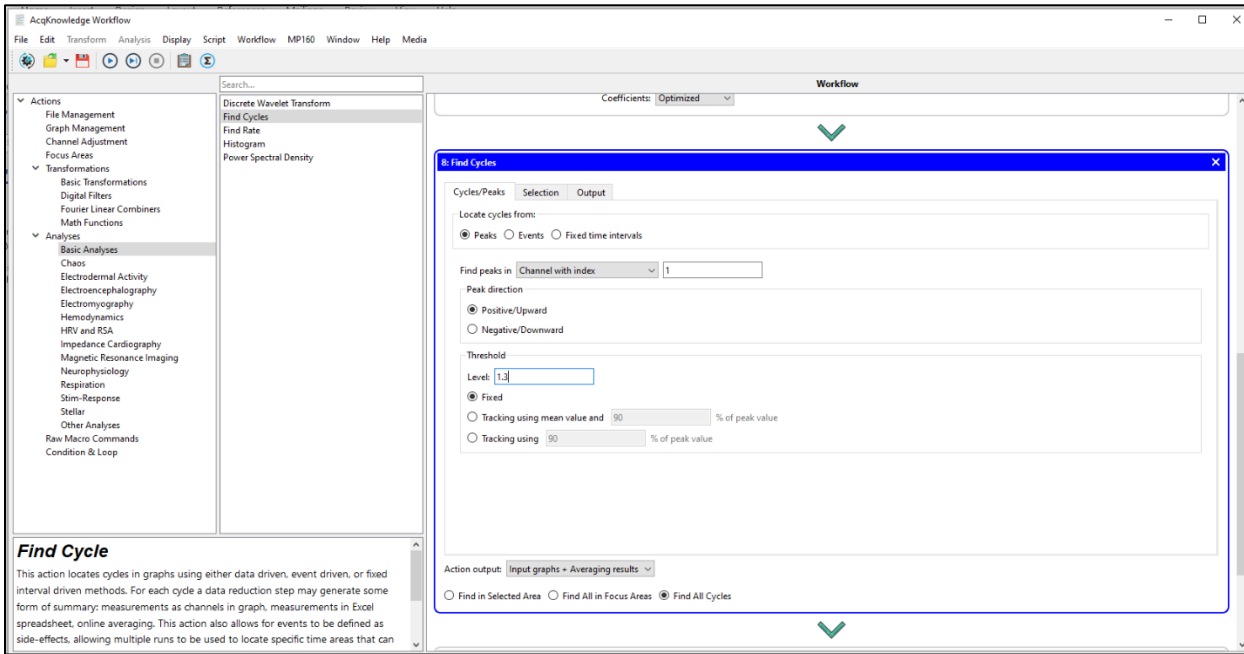 AcqKnowledge Workflow
File Edit Transform Analysis Display Script Workflow MP160 Window Help Media
Search...
Workflow
Actions
File Management
Graph Management
Channel Adjustment
Focus Areas
Transformations
Basic Transformations
Digital Filters
Fourier Linear Combiners
Math Functions
Analyses
Basic Analyses
Chaos
Electrodermal Activity
Electroencephalography
Electromyography
Hemodynamics
HRV and RSA
Impedance Cardiography
Magnetic Resonance Imaging
Neurophysiology
Respiration
Stim-Response
Stellar
Other Analyses
Raw Macro Commands
Condition & Loop
Discrete Wavelet Transform
Find Cycles
Find Rate
Histogram
Power Spectral Density
Find Cycle
This action locates cycles in graphs using either data driven, event driven, or fixed
interval driven methods. For each cycle a data reduction step may generate some
form of summary: measurements as channels in graph, measurements in Excel
spreadsheet, online averaging. This action also allows for events to be defined as
side-effects, allowing multiple runs to be used to locate specific time areas that can
Coefficients: Optimized
8: Find Cycles
Cycles/Peaks Selection Output
Locate cycles from:
Peaks Events Fixed time intervals
Find peaks in Channel with index 1
Peak direction
Positive/Upward
Negative/Downward
Threshold
Level: 1.3
Fixed
Tracking using mean value and 90 % of peak value
Tracking using 90 % of peak value
Action output: Input graphs + Averaging results
Find in Selected Area Find All in Focus Areas Find All Cycles